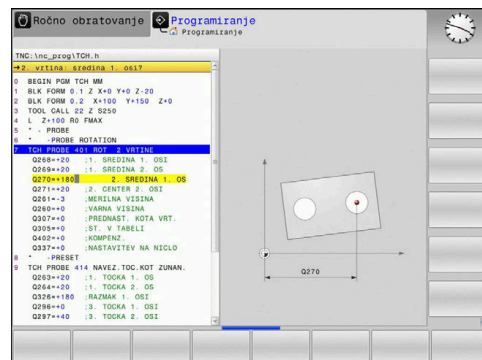 Ročno obratovanje
Programiranje
Programiranje
TNC:\nc_prog\TCH.h
→2. vrtina: sredina 1. osi?
0 BEGIN PGM TCH MM
1 BLK FORM 0.1 Z X+0 Y+0 Z-20
2 BLK FORM 0.2 X+100 Y+150 Z+0
3 TOOL CALL 22 Z S250
4 L Z+100 R0 FMAX
5 * - PROBE
6 * -PROBE ROTATION
7 TCH PROBE 401 ROT 2 VRTINE
Q268=+20 ;1. SREDINA 1. OSI
Q269=+20 ;1. SREDINA 2. OS
Q270=+180 2. SREDINA 1. OS
Q271=+20 ;2. CENTER 2. OSI
Q261=-3 ;MERILNA VISINA
Q260=+0 ;VARNA VISINA
Q307=+0 ;PREDNAST. KOTA VRT.
Q305=+0 ;ST. V TABELI
Q402=+0 ;KOMPENZ.
Q337=+0 ;NASTAVITEV NA NICLO
8 * -PRESET
9 TCH PROBE 414 NAVEZ.TOC.KOT ZUNAN.
Q263=+20 ;1. TOCKA 1. OS
Q264=+20 ;1. TOCKA 2. OS
Q326=+180 ;RAZMAK 1. OSI
Q296=+0 ;3. TOCKA 1. OSI
Q297=+40 ;3. TOCKA 2. OSI
Q270